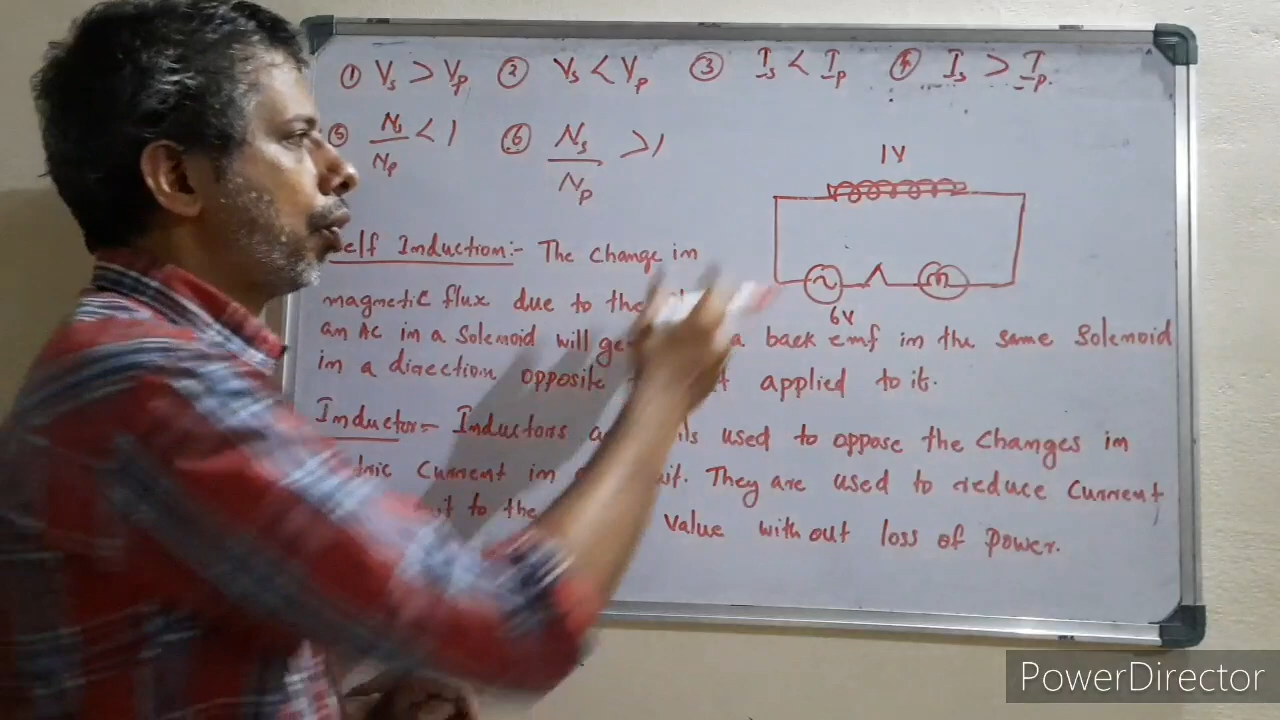 ① Vs > Vp ② Vs < Vp ③ Is < Ip ④ Is > Ip.
⑤ Ns/Np < 1 ⑥ Ns/Np > 1
1V
6V
elf Induction:- The change in
magnetic flux due to the
an AC in a Solenoid will ge a back emf in the same Solenoid
in a direction opposite applied to it.
Inductor- Inductors used to oppose the changes in
Current in They are used to reduce Current
to the value without loss of power.
PowerDirector